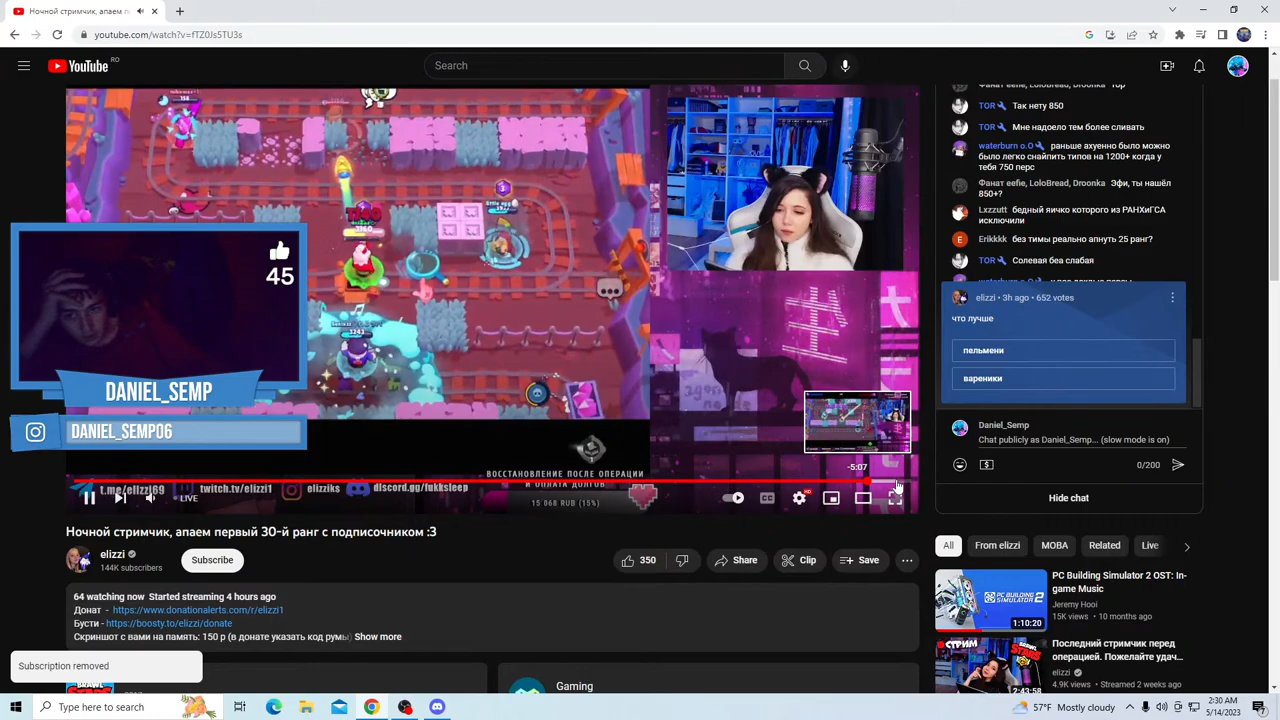 Ночной стримчик, апаем п
youtube.com/watch?v=fTZ0Js5TU3s
YouTube
RO
Search
45
DANIEL_SEMP
DANIEL_SEMP06
ВОССТАНОВЛЕНИЕ ПОСЛЕ ОПЕРАЦИИ
И ОПЛАТА ДОЛГОВ
15 068 RUB (15%)
-5:07
t.me/elizzi69
twitch.tv/elizzi1
elizziks
discord.gg/fukksleep
LIVE
Ночной стримчик, апаем первый 30-й ранг с подписочником :3
elizzi
144K subscribers
Subscribe
350
Share
Clip
Save
64 watching now Started streaming 4 hours ago
Донат - https://www.donationalerts.com/r/elizzi1
Бусти - https://boosty.to/elizzi/donate
Скриншот с вами на память: 150 р (в донате указать код румы) Show more
Subscription removed
Gaming
Фанат eefie, LoloBread, Droonka
TOR Так нету 850
TOR Мне надоело тем более сливать
waterburn o.O раньше ахуенно было можно
было легко снайпить типов на 1200+ когда у
тебя 750 перс
Фанат eefie, LoloBread, Droonka Эфи, ты нашёл
850+?
Lxzzutt бедный яичко которого из РАНХиГСА
исключили
Erikkkk без тимы реально апнуть 25 ранг?
TOR Солевая беа слабая
elizzi • 3h ago • 652 votes
что лучше
пельмени
вареники
Daniel_Semp
Chat publicly as Daniel_Semp... (slow mode is on)
0/200
Hide chat
All
From elizzi
MOBA
Related
Live
PC Building Simulator 2 OST: In-
game Music
Jeremy Hooi
15K views • 10 months ago
1:10:20
Последний стримчик перед
операцией. Пожелайте удач...
elizzi
4.9K views • Streamed 2 weeks ago
2:43:58
Type here to search
57°F Mostly cloudy
2:30 AM
5/14/2023